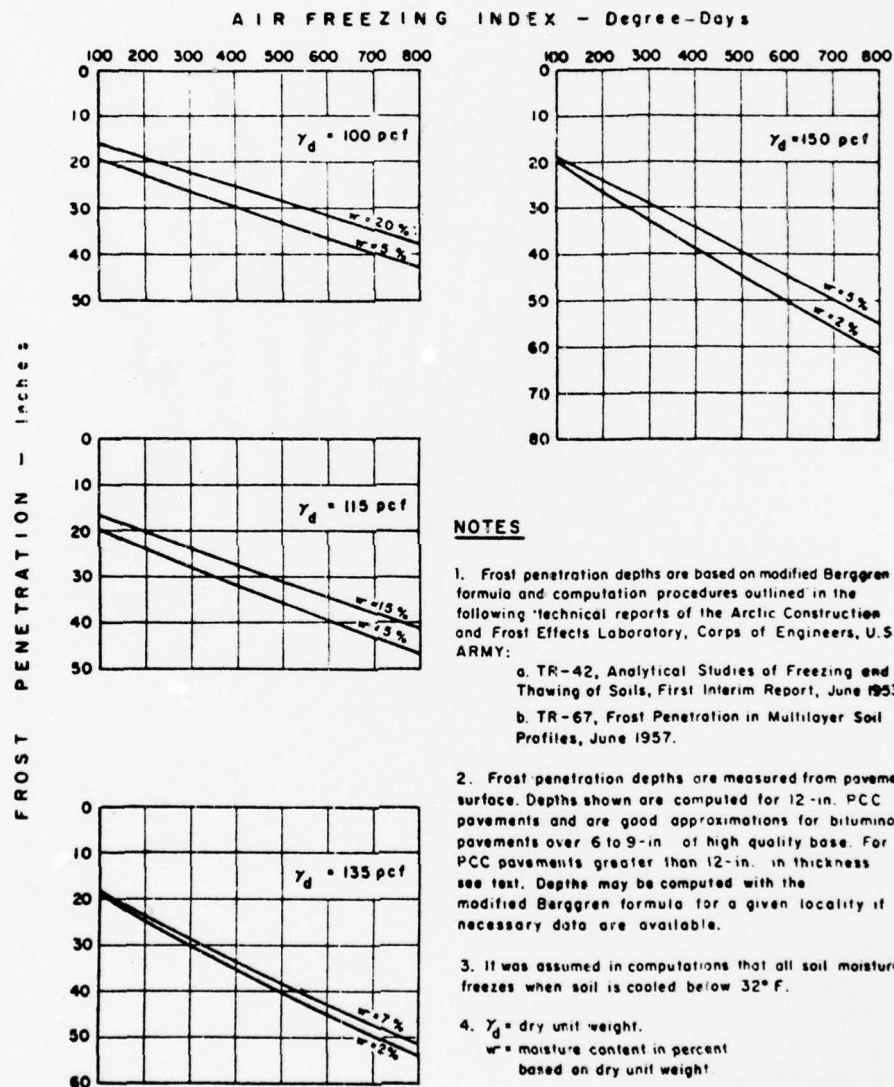 AIR FREEZING INDEX - Degree-Days
100 200 300 400 500 600 700 800
0
10
20
30
40
50
γd = 100 pcf
w = 20 %
w = 5 %
100 200 300 400 500 600 700 800
0
10
20
30
40
50
60
70
80
γd = 150 pcf
w = 5 %
w = 2 %
FROST PENETRATION - Inches
0
10
20
30
40
50
γd = 115 pcf
w = 15 %
w = 5 %
0
10
20
30
40
50
60
γd = 135 pcf
w = 7 %
w = 2 %
NOTES
1. Frost penetration depths are based on modified Berggren
formula and computation procedures outlined in the
following technical reports of the Arctic Construction
and Frost Effects Laboratory, Corps of Engineers, U.S
ARMY:
a. TR-42, Analytical Studies of Freezing and
Thawing of Soils, First Interim Report, June 1953
b. TR-67, Frost Penetration in Multilayer Soil
Profiles, June 1957.
2. Frost penetration depths are measured from paveme
surface. Depths shown are computed for 12-in. PCC
pavements and are good approximations for bitumino
pavements over 6 to 9-in of high quality base. For
PCC pavements greater than 12-in. in thickness
see text. Depths may be computed with the
modified Berggren formula for a given locality if
necessary data are available.
3. It was assumed in computations that all soil moisture
freezes when soil is cooled below 32° F.
4. γd = dry unit weight.
w = moisture content in percent
based on dry unit weight